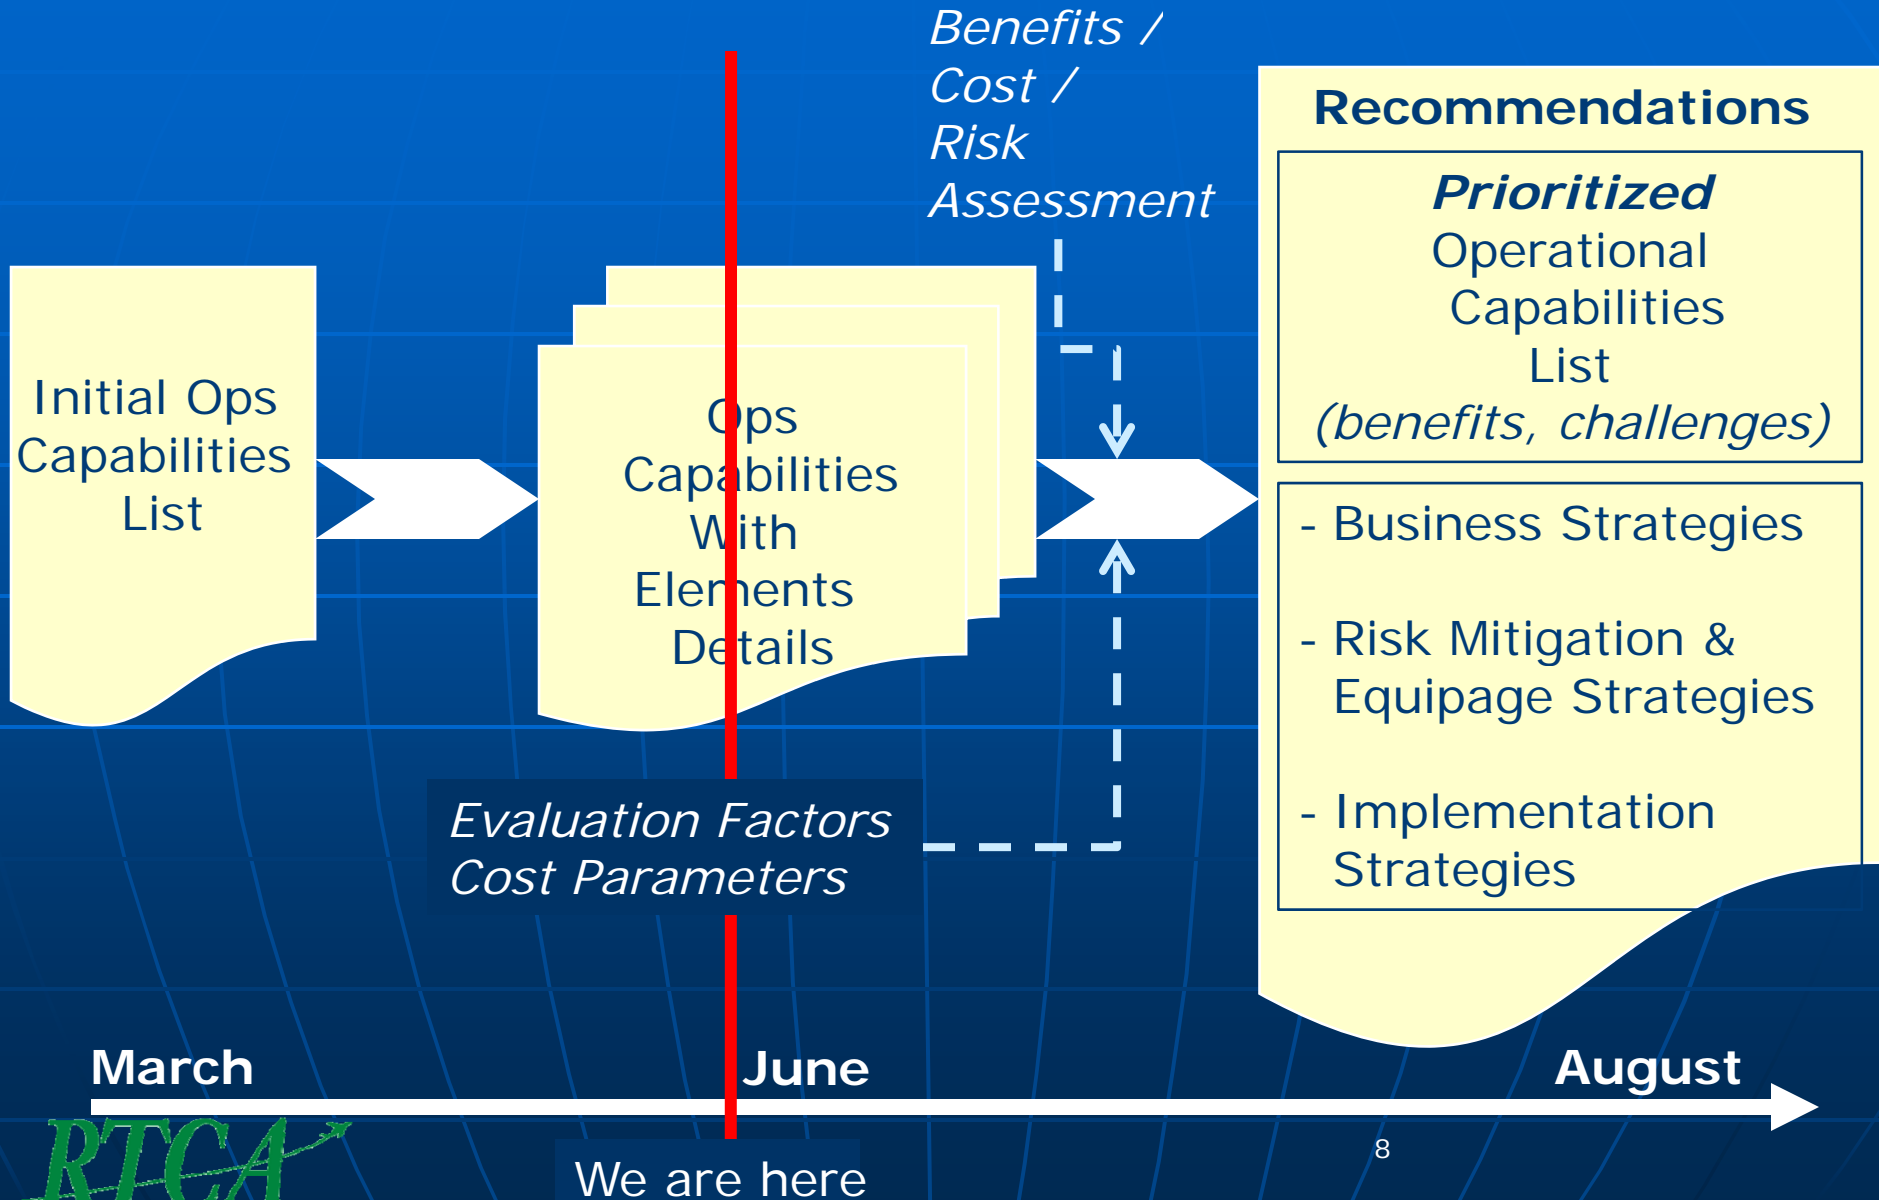 Benefits /
Cost /
Risk
Assessment
Initial Ops
Capabilities
List
Ops
Capabilities
With
Elements
Details
Evaluation Factors
Cost Parameters
Recommendations
Prioritized
Operational
Capabilities
List
(benefits, challenges)
- Business Strategies
- Risk Mitigation &
Equipage Strategies
- Implementation
Strategies
March
June
August
RTCA
We are here
8